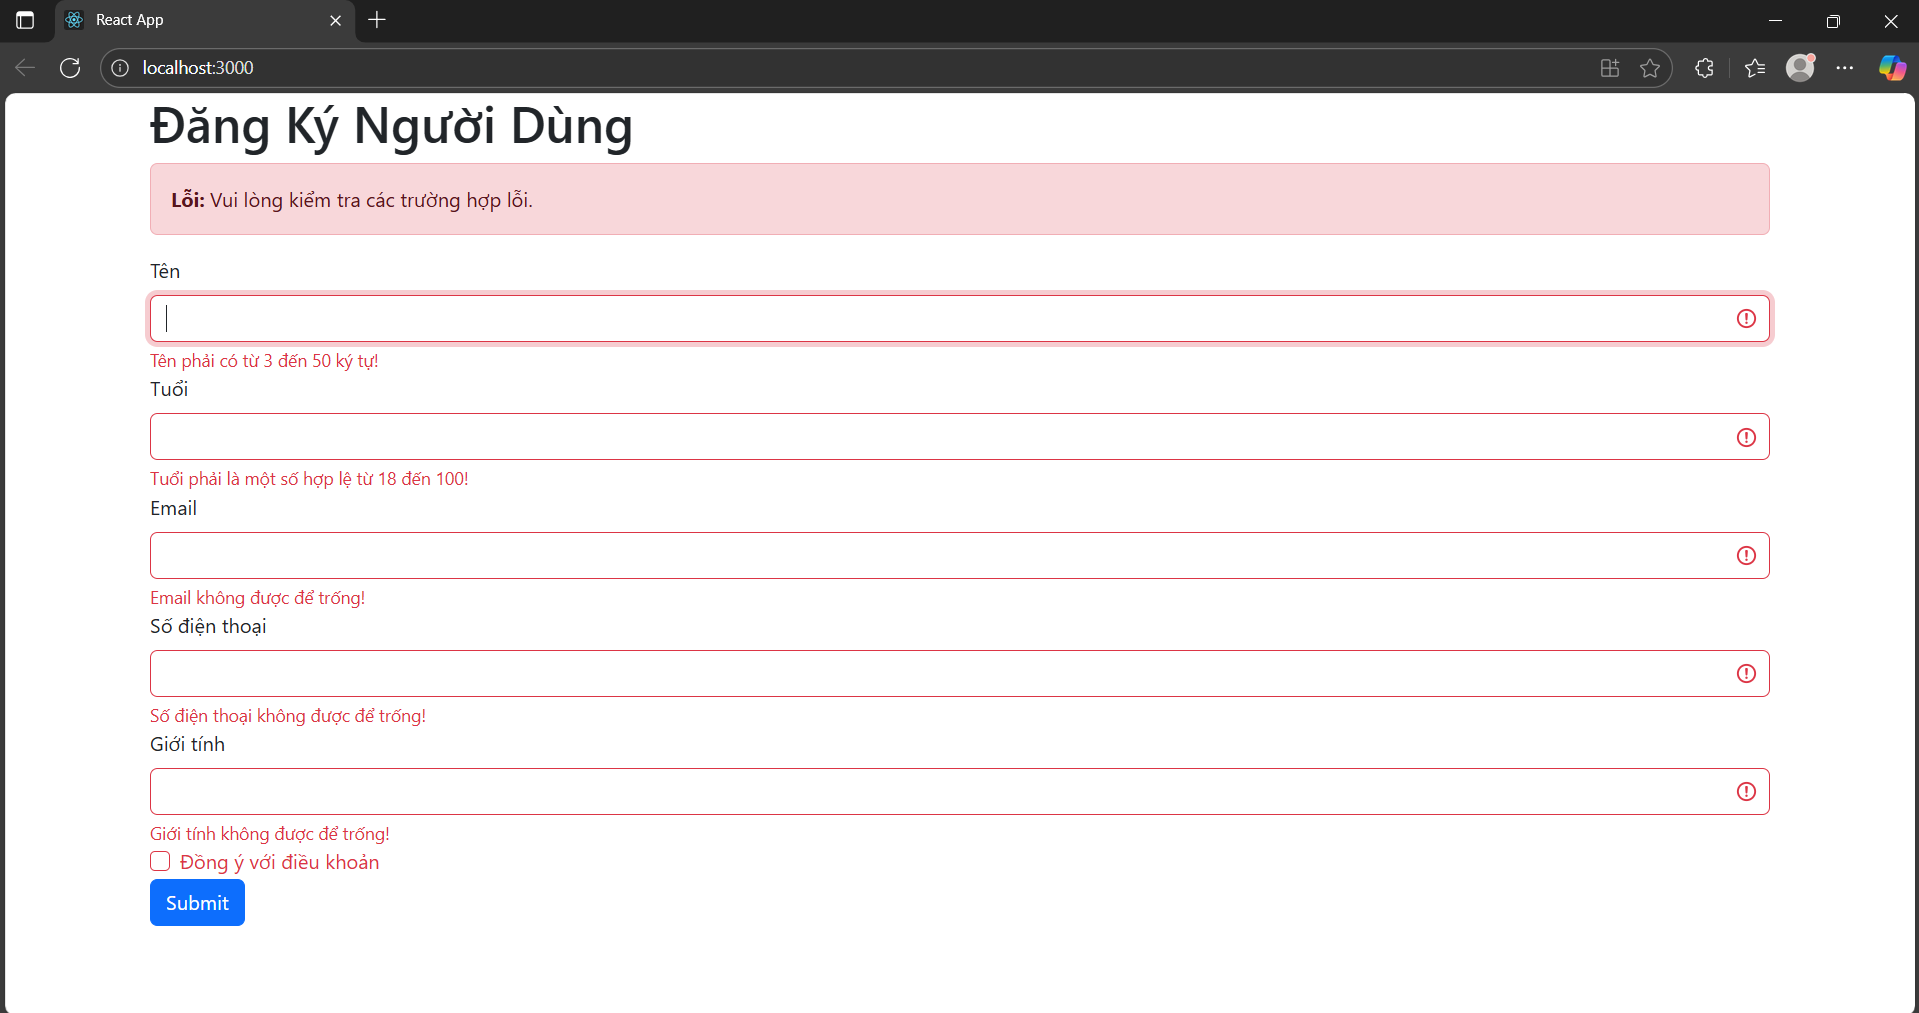 React App
localhost:3000
Đăng Ký Người Dùng
Lỗi: Vui lòng kiểm tra các trường hợp lỗi.
Tên
Tên phải có từ 3 đến 50 ký tự!
Tuổi
Tuổi phải là một số hợp lệ từ 18 đến 100!
Email
Email không được để trống!
Số điện thoại
Số điện thoại không được để trống!
Giới tính
Giới tính không được để trống!
Đồng ý với điều khoản
Submit